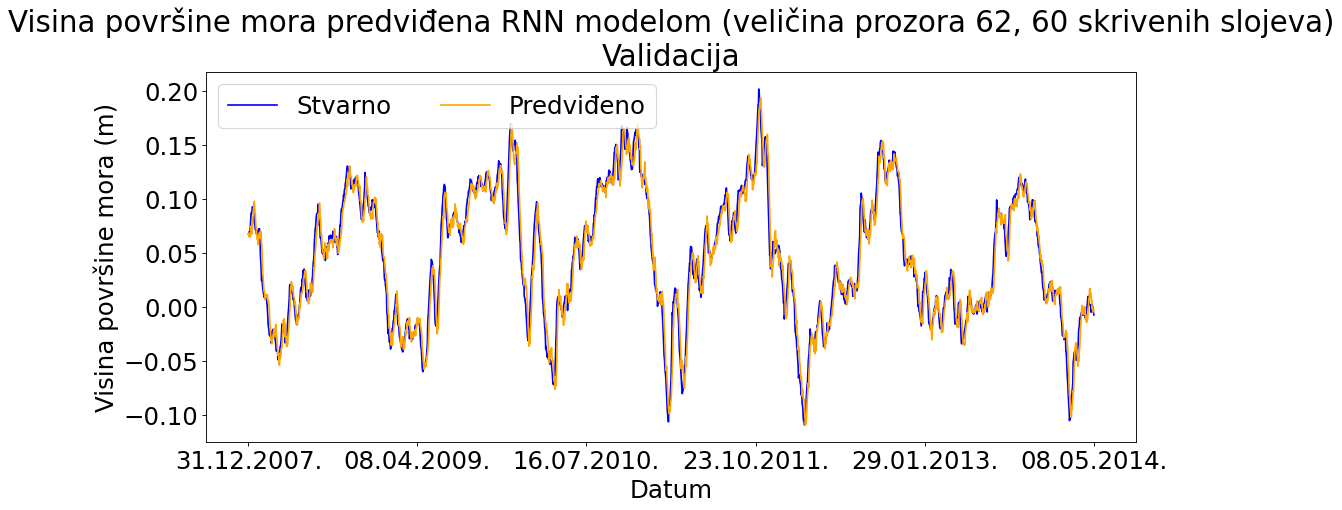 Visina površine mora predviđena RNN modelom (veličina prozora 62, 60 skrivenih slojeva)
Validacija
Stvarno Predviđeno
Visina površine mora (m)
0.20
0.15
0.10
0.05
0.00
−0.05
−0.10
31.12.2007. 08.04.2009. 16.07.2010. 23.10.2011. 29.01.2013. 08.05.2014.
Datum